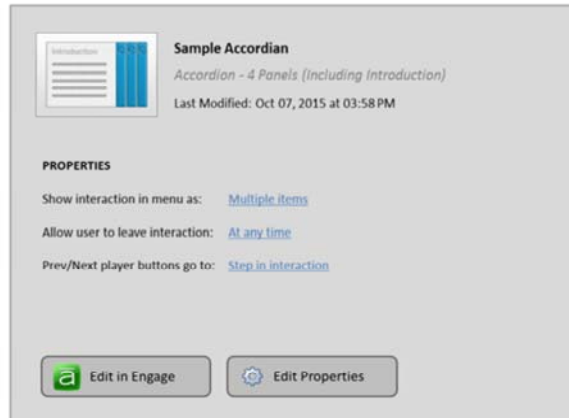 Introduction
Sample Accordian
Accordion - 4 Panels (Including Introduction)
Last Modified: Oct 07, 2015 at 03:58 PM
PROPERTIES
Show interaction in menu as: Multiple items
Allow user to leave interaction: At any time
Prev/Next player buttons go to: Step in interaction
Edit in Engage
Edit Properties